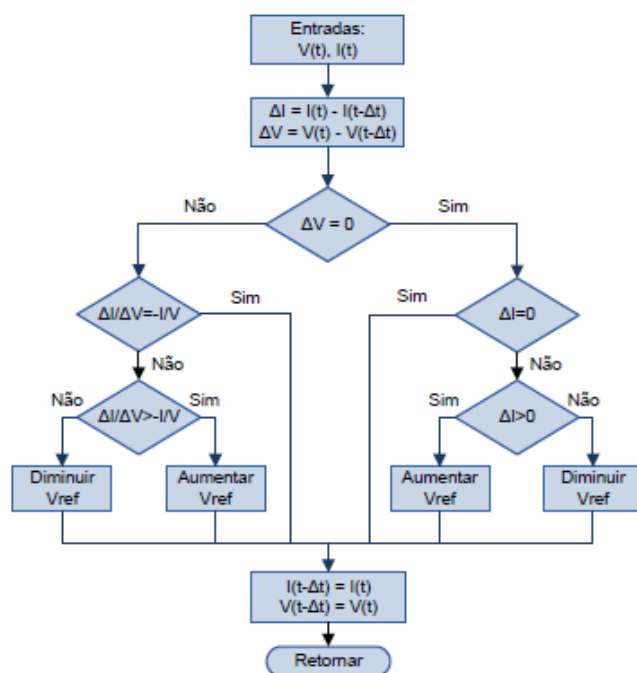 Entradas:
V(t), I(t)
ΔI = I(t) - I(t-Δt)
ΔV = V(t) - V(t-Δt)
Não
Sim
ΔV = 0
ΔI/ΔV=-I/V
Sim
Sim
ΔI=0
Não
Não
Não
ΔI/ΔV>-I/V
Sim
Sim
ΔI>0
Não
Diminuir
Vref
Aumentar
Vref
Aumentar
Vref
Diminuir
Vref
I(t-Δt) = I(t)
V(t-Δt) = V(t)
Retornar